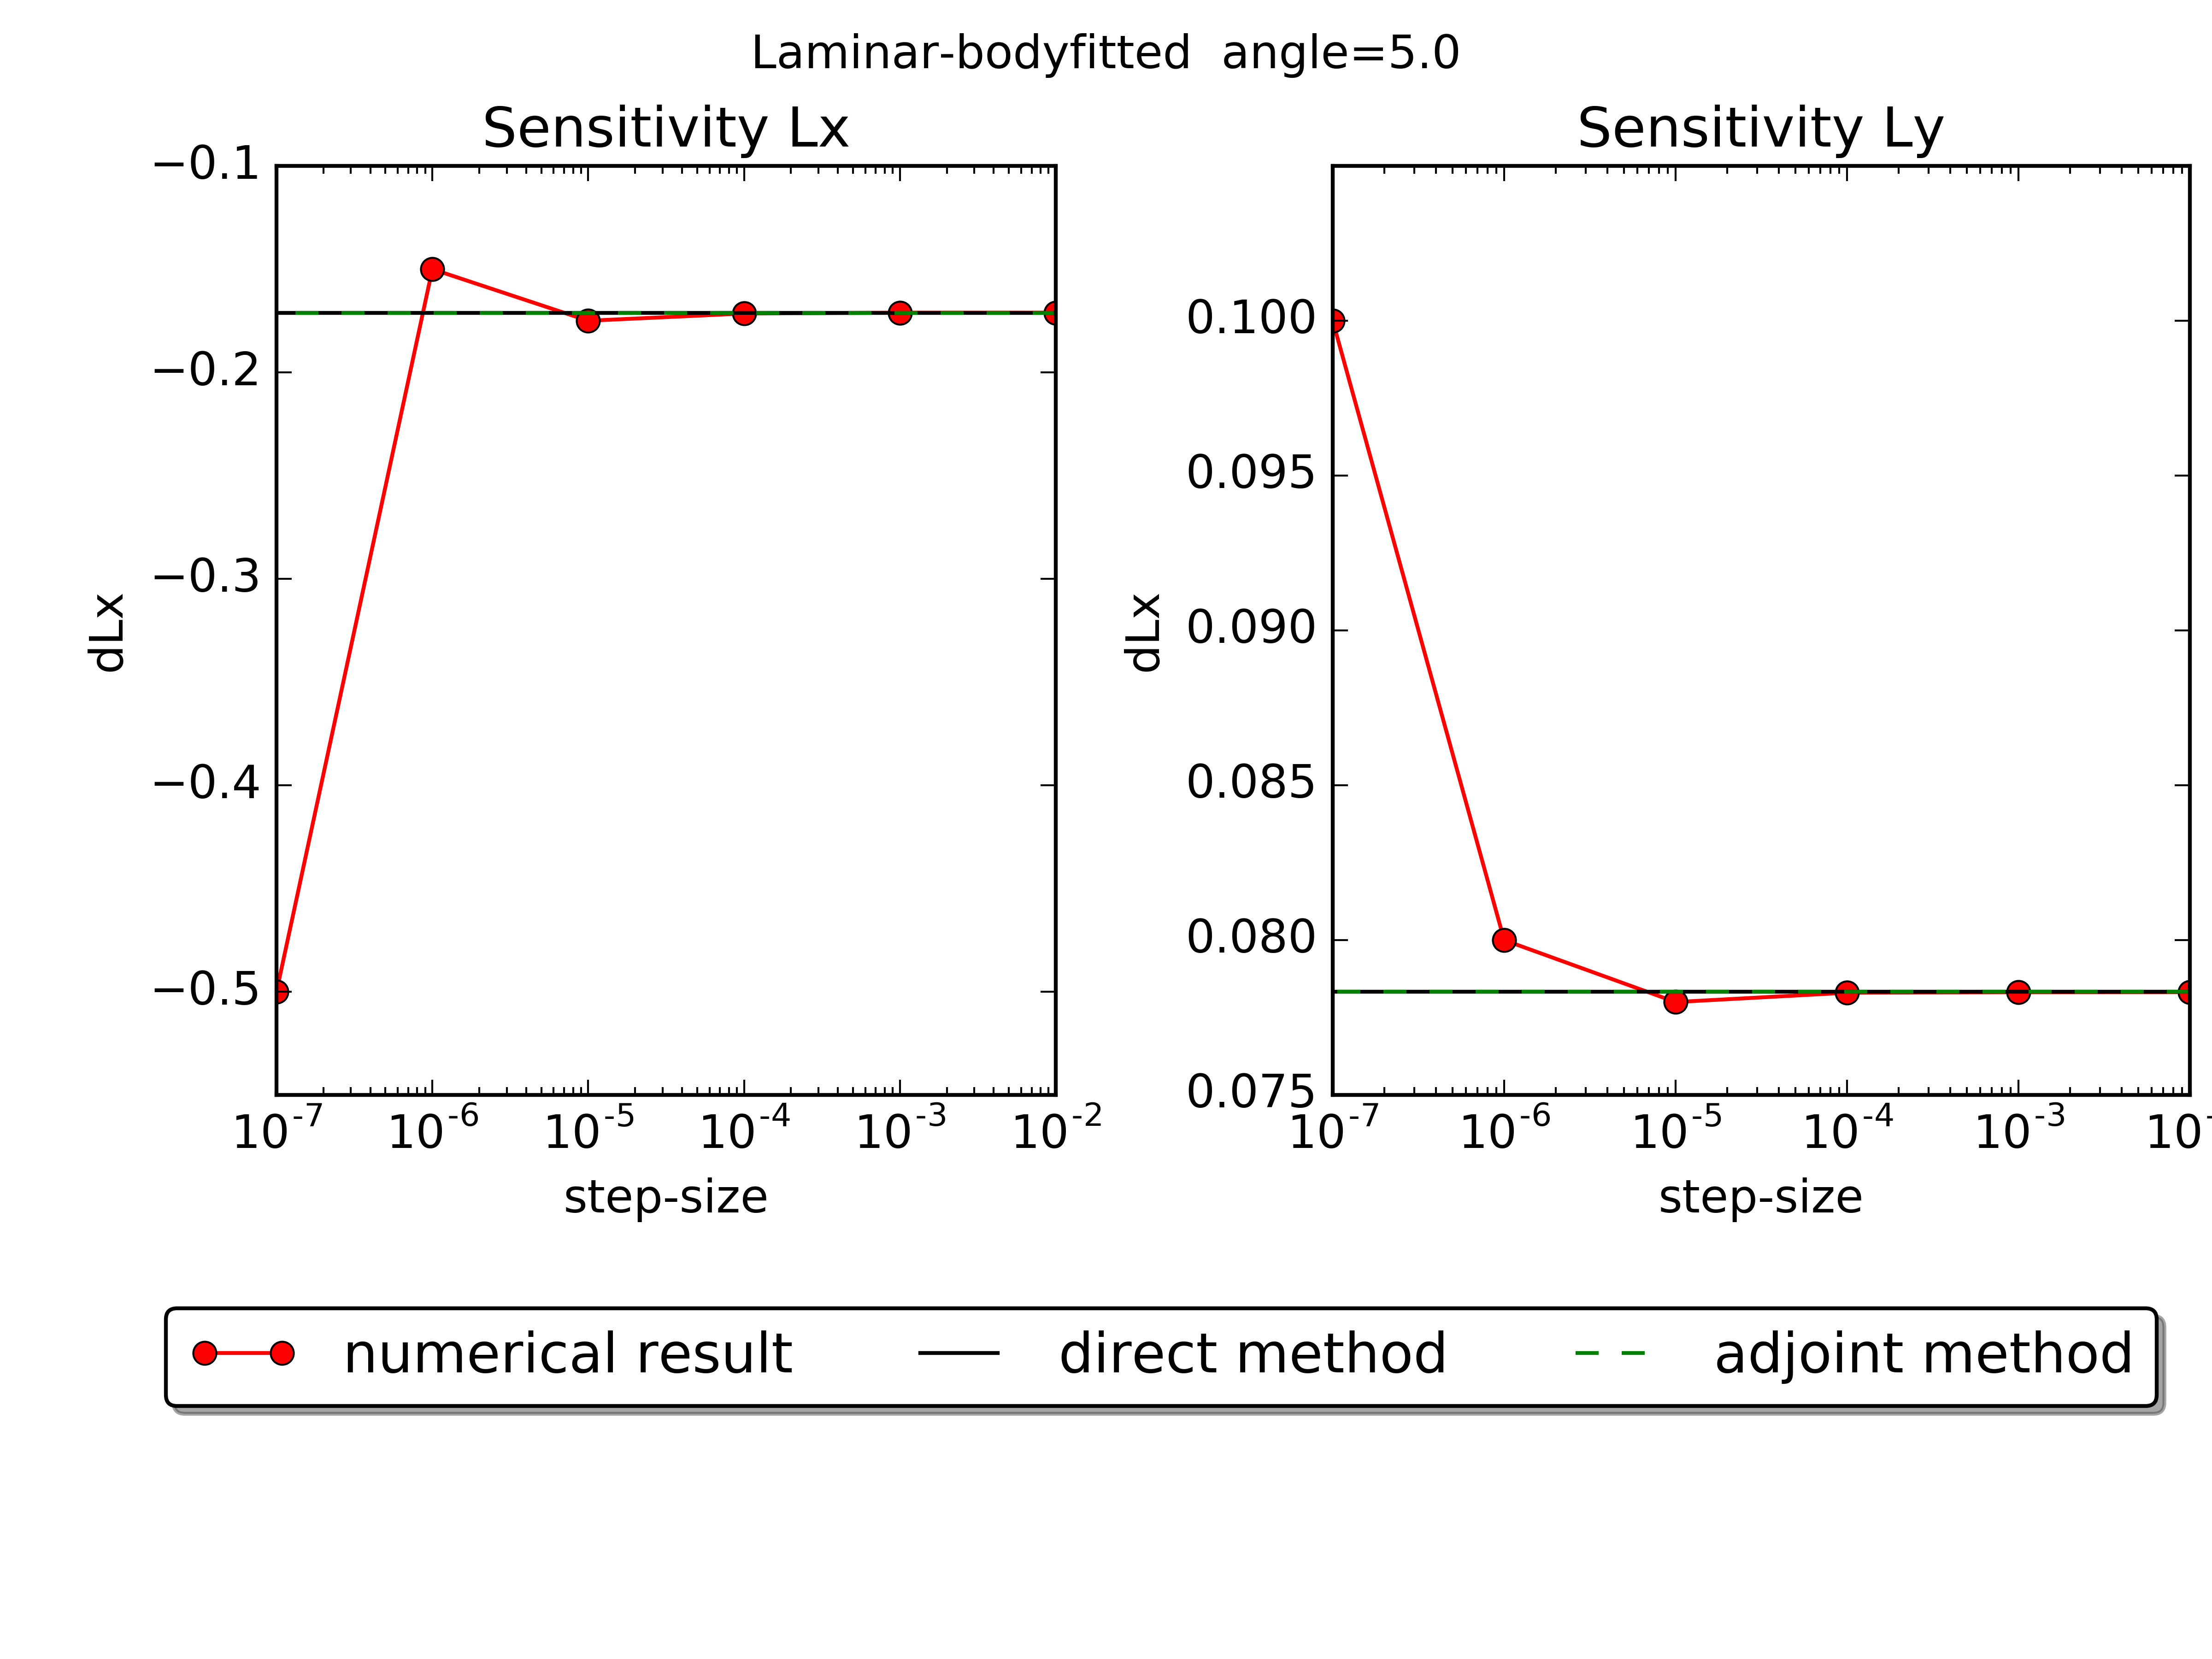 Laminar-bodyfitted angle=5.0
Sensitivity Lx
−0.1
−0.2
−0.3
−0.4
−0.5
dLx
10-7 10-6 10-5 10-4 10-3 10-2
step-size
Sensitivity Ly
0.100
0.095
0.090
0.085
0.080
0.075
dLx
10-7 10-6 10-5 10-4 10-3 10-
step-size
numerical result direct method adjoint method